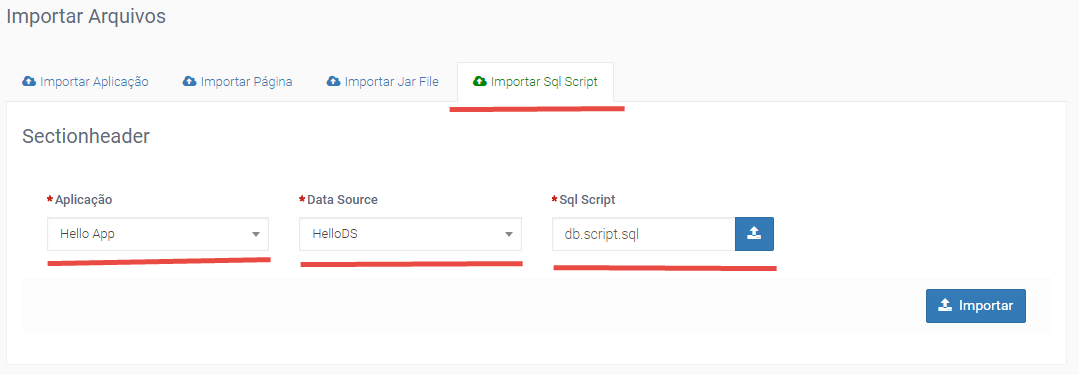 Importar Arquivos
Importar Aplicação Importar Página Importar Jar File Importar Sql Script
Sectionheader
* Aplicação * Data Source * Sql Script
Hello App HelloDS db.script.sql
Importar